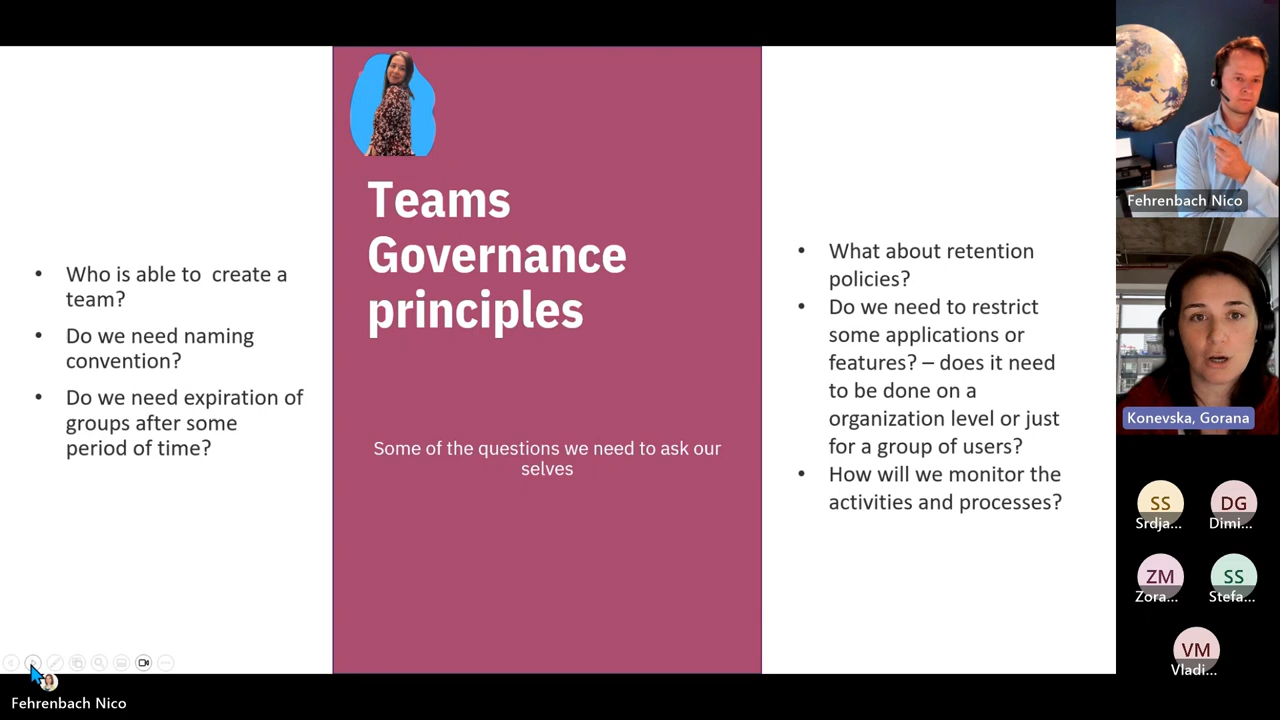 • Who is able to  create a
team?
• Do we need naming
convention?
• Do we need expiration of
groups after some
period of time?
Teams
Governance
principles
Some of the questions we need to ask our
selves
• What about retention
policies?
• Do we need to restrict
some applications or
features? – does it need
to be done on a
organization level or just
for a group of users?
• How will we monitor the
activities and processes?
Fehrenbach Nico
Konevska, Gorana
SS
Srdja...
DG
Dimi...
ZM
Zora...
SS
Stefa...
VM
Vladi...
Fehrenbach Nico